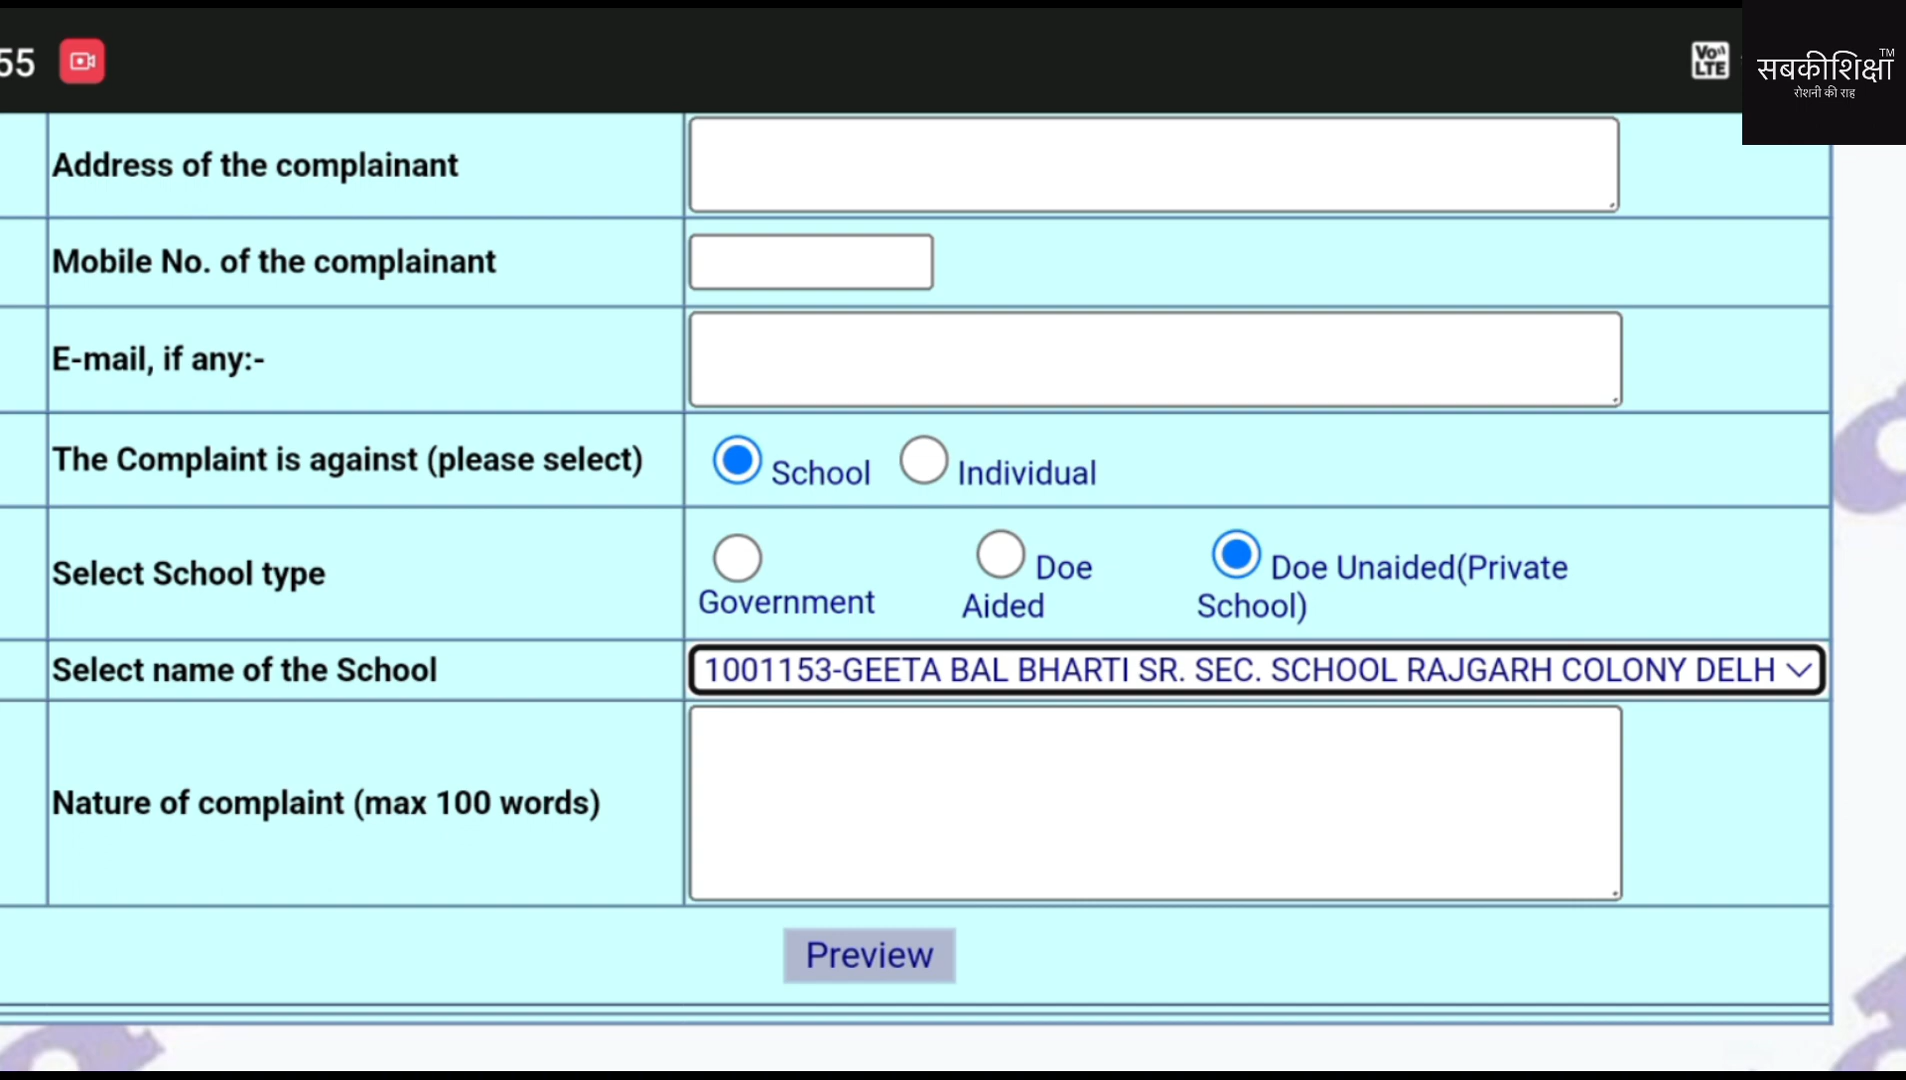 55
Vo LTE
सबकीशिक्षा TM
रोशनी की राह
Address of the complainant
Mobile No. of the complainant
E-mail, if any:-
The Complaint is against (please select)
School Individual
Select School type
Government
Doe Aided
Doe Unaided(Private School)
Select name of the School
1001153-GEETA BAL BHARTI SR. SEC. SCHOOL RAJGARH COLONY DELH
Nature of complaint (max 100 words)
Preview